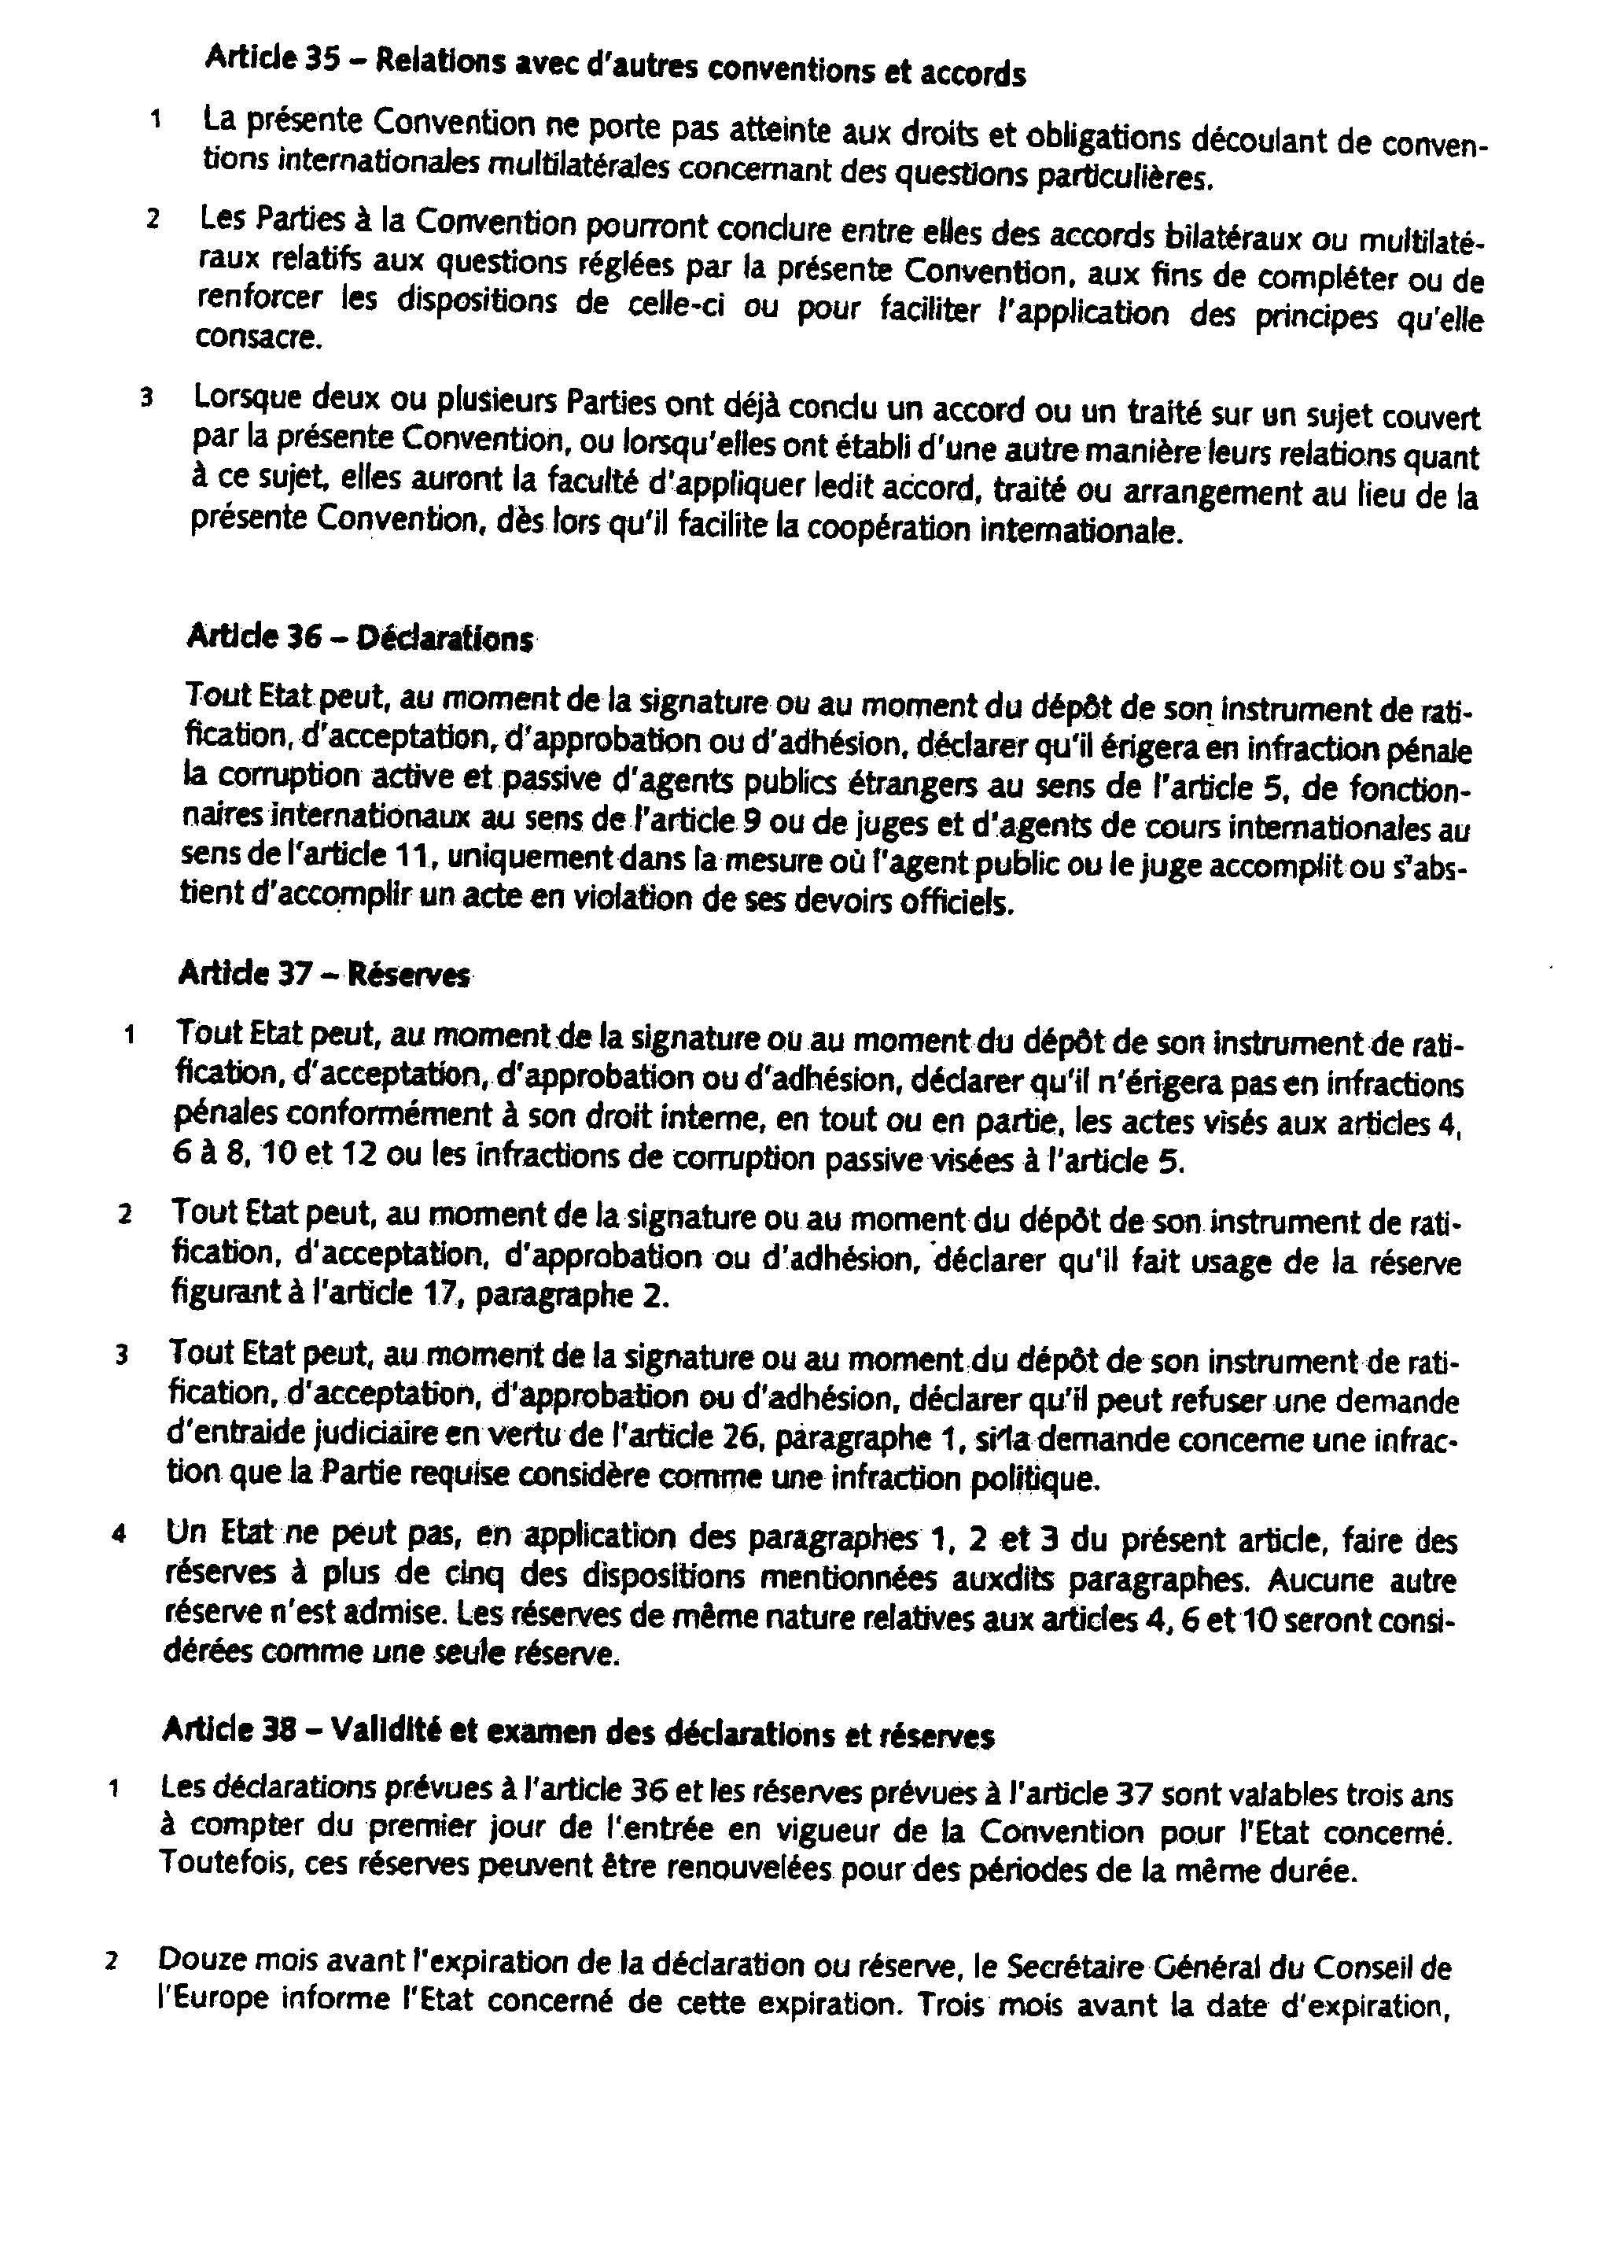 Article 35 – Relations avec d'autres conventions et accords
1 La présente Convention ne porte pas atteinte aux droits et obligations découlant de conven-
tions internationales multilatérales concernant des questions particulières.
2 Les Parties à la Convention pourront conclure entre elles des accords bilatéraux ou multilaté-
raux relatifs aux questions réglées par la présente Convention, aux fins de compléter ou de
renforcer les dispositions de celle-ci ou pour faciliter l'application des principes qu'elle
consacre.
3 Lorsque deux ou plusieurs Parties ont déjà conclu un accord ou un traité sur un sujet couvert
par la présente Convention, ou lorsqu'elles ont établi d'une autre manière leurs relations quant
à ce sujet, elles auront la faculté d'appliquer ledit accord, traité ou arrangement au lieu de la
présente Convention, dès lors qu'il facilite la coopération internationale.
Article 36 – Déclarations
Tout Etat peut, au moment de la signature ou au moment du dépôt de son instrument de rati-
fication, d'acceptation, d'approbation ou d'adhésion, déclarer qu'il érigera en infraction pénale
la corruption active et passive d'agents publics étrangers au sens de l'article 5, de fonction-
naires internationaux au sens de l'article 9 ou de juges et d'agents de cours internationales au
sens de l'article 11, uniquement dans la mesure où l'agent public ou le juge accomplit ou s'abs-
tient d'accomplir un acte en violation de ses devoirs officiels.
Article 37 – Réserves
1 Tout Etat peut, au moment de la signature ou au moment du dépôt de son instrument de rati-
fication, d'acceptation, d'approbation ou d'adhésion, déclarer qu'il n'érigera pas en infractions
pénales conformément à son droit interne, en tout ou en partie, les actes visés aux articles 4,
6 à 8, 10 et 12 ou les infractions de corruption passive visées à l'article 5.
2 Tout Etat peut, au moment de la signature ou au moment du dépôt de son instrument de rati-
fication, d'acceptation, d'approbation ou d'adhésion, déclarer qu'il fait usage de la réserve
figurant à l'article 17, paragraphe 2.
3 Tout Etat peut, au moment de la signature ou au moment du dépôt de son instrument de rati-
fication, d'acceptation, d'approbation ou d'adhésion, déclarer qu'il peut refuser une demande
d'entraide judiciaire en vertu de l'article 26, paragraphe 1, si la demande concerne une infrac-
tion que la Partie requise considère comme une infraction politique.
4 Un Etat ne peut pas, en application des paragraphes 1, 2 et 3 du présent article, faire des
réserves à plus de cinq des dispositions mentionnées auxdits paragraphes. Aucune autre
réserve n'est admise. Les réserves de même nature relatives aux articles 4, 6 et 10 seront consi-
dérées comme une seule réserve.
Article 38 – Validité et examen des déclarations et réserves
1 Les déclarations prévues à l'article 36 et les réserves prévues à l'article 37 sont valables trois ans
à compter du premier jour de l'entrée en vigueur de la Convention pour l'Etat concerné.
Toutefois, ces réserves peuvent être renouvelées pour des périodes de la même durée.
2 Douze mois avant l'expiration de la déclaration ou réserve, le Secrétaire Général du Conseil de
l'Europe informe l'Etat concerné de cette expiration. Trois mois avant la date d'expiration,